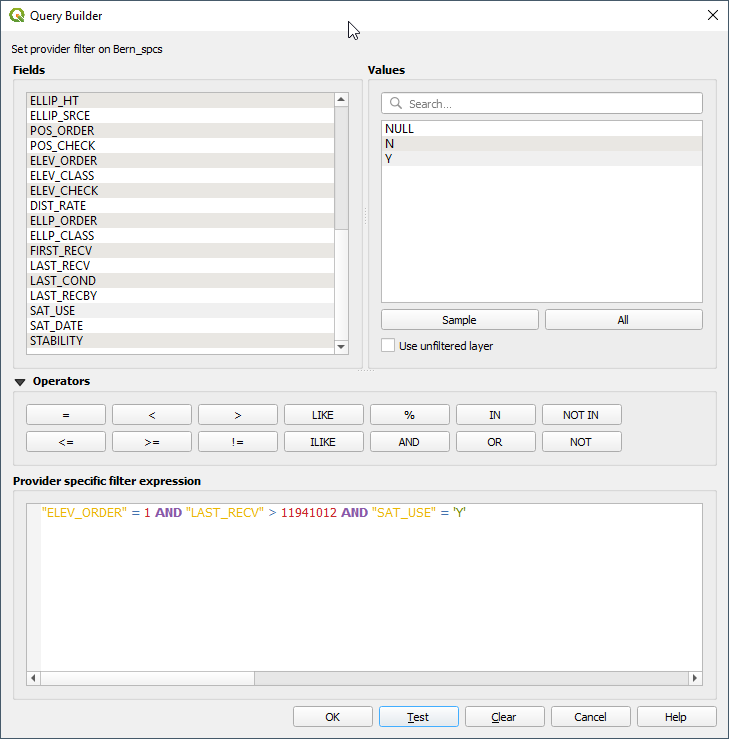 Query Builder
Set provider filter on Bern_spcs
Fields
Values
ELLIP_HT
ELLIP_SRCE
POS_ORDER
POS_CHECK
ELEV_ORDER
ELEV_CLASS
ELEV_CHECK
DIST_RATE
ELLP_ORDER
ELLP_CLASS
FIRST_RECV
LAST_RECV
LAST_COND
LAST_RECBY
SAT_USE
SAT_DATE
STABILITY
Search...
NULL
N
Y
Sample
All
Use unfiltered layer
Operators
= < > LIKE % IN NOT IN
<= >= != ILIKE AND OR NOT
Provider specific filter expression
"ELEV_ORDER" = 1 AND "LAST_RECV" > 11941012 AND "SAT_USE" = 'Y'
OK Test Clear Cancel Help